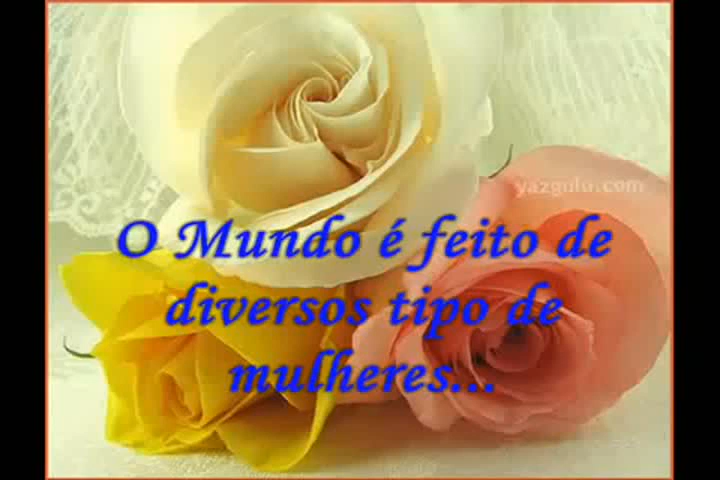 yazgulu.com
O Mundo é feito de
diversos tipo de
mulheres...